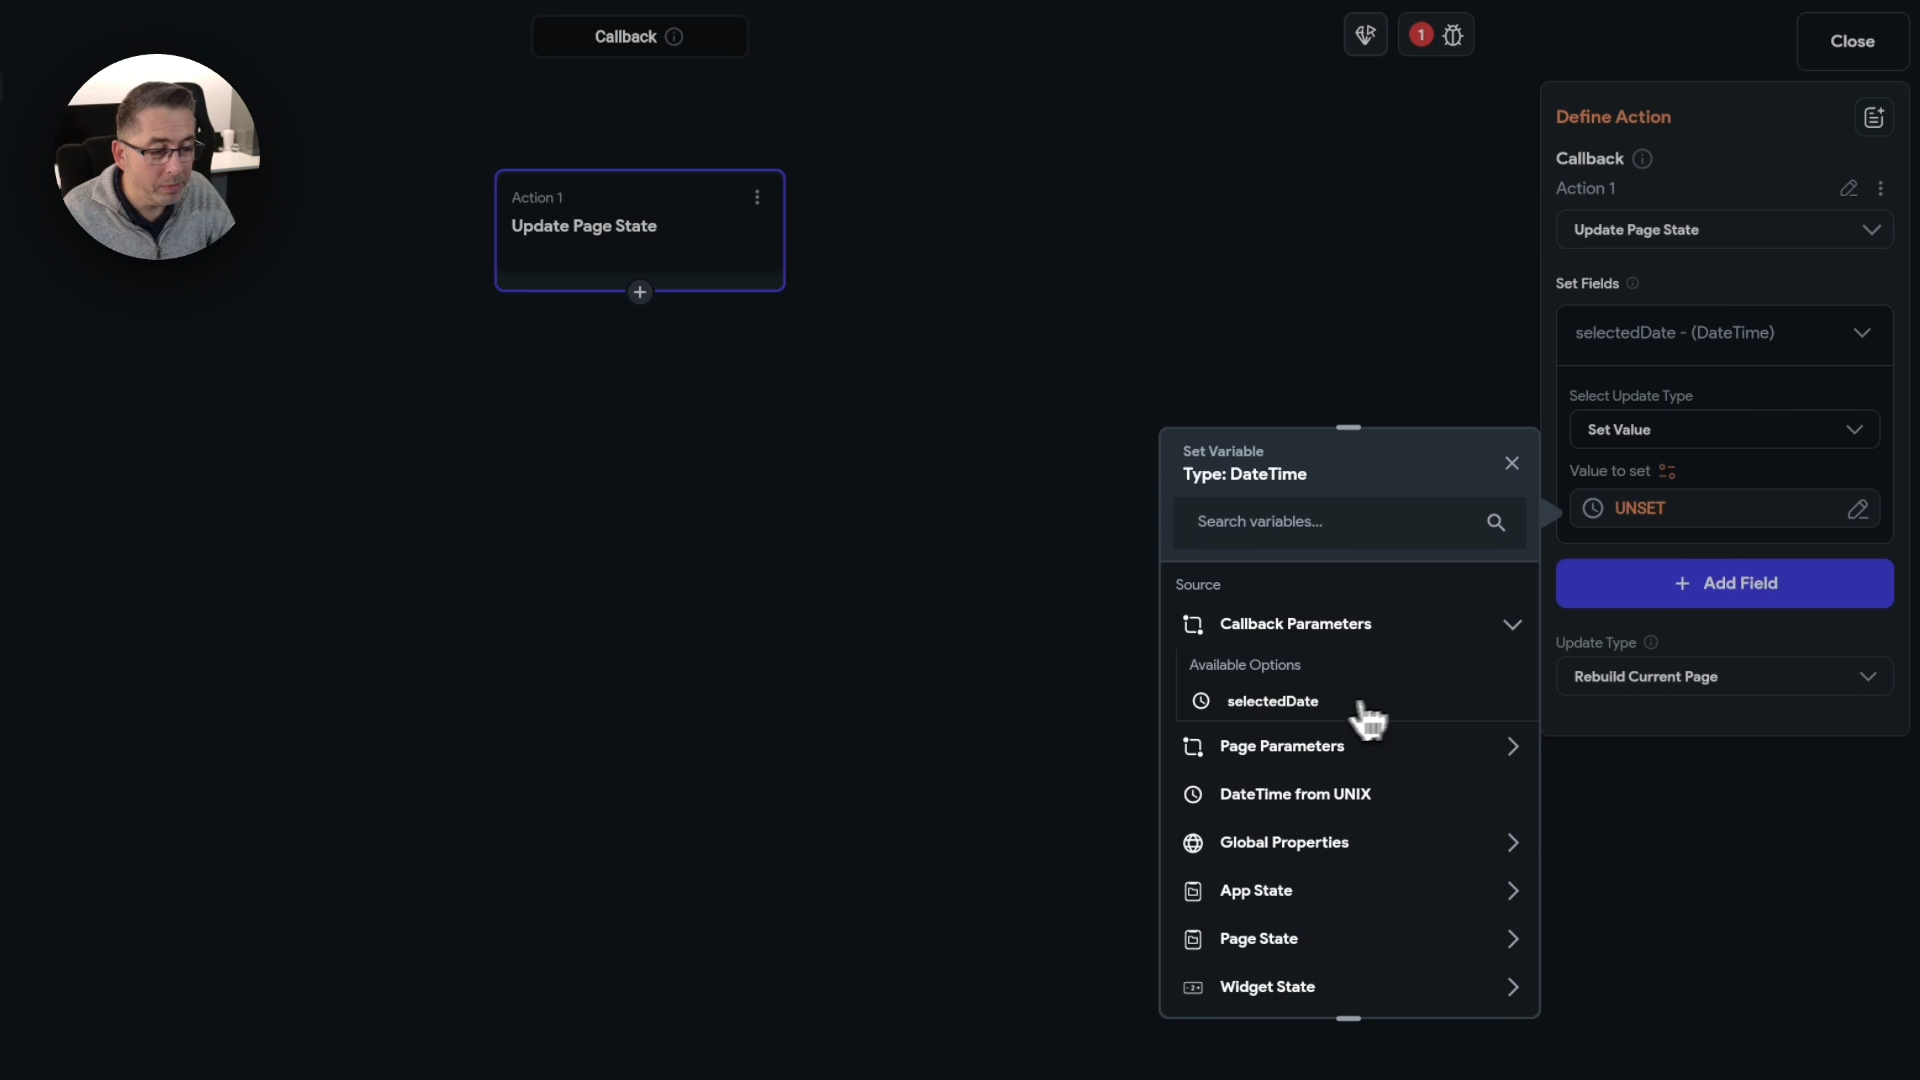 Callback
1
Close
Action 1
Update Page State
Define Action
Callback
Action 1
Update Page State
Set Fields
selectedDate - (DateTime)
Select Update Type
Set Value
Value to set
UNSET
Add Field
Update Type
Rebuild Current Page
Set Variable
Type: DateTime
Search variables...
Source
Callback Parameters
Available Options
selectedDate
Page Parameters
DateTime from UNIX
Global Properties
App State
Page State
Widget State